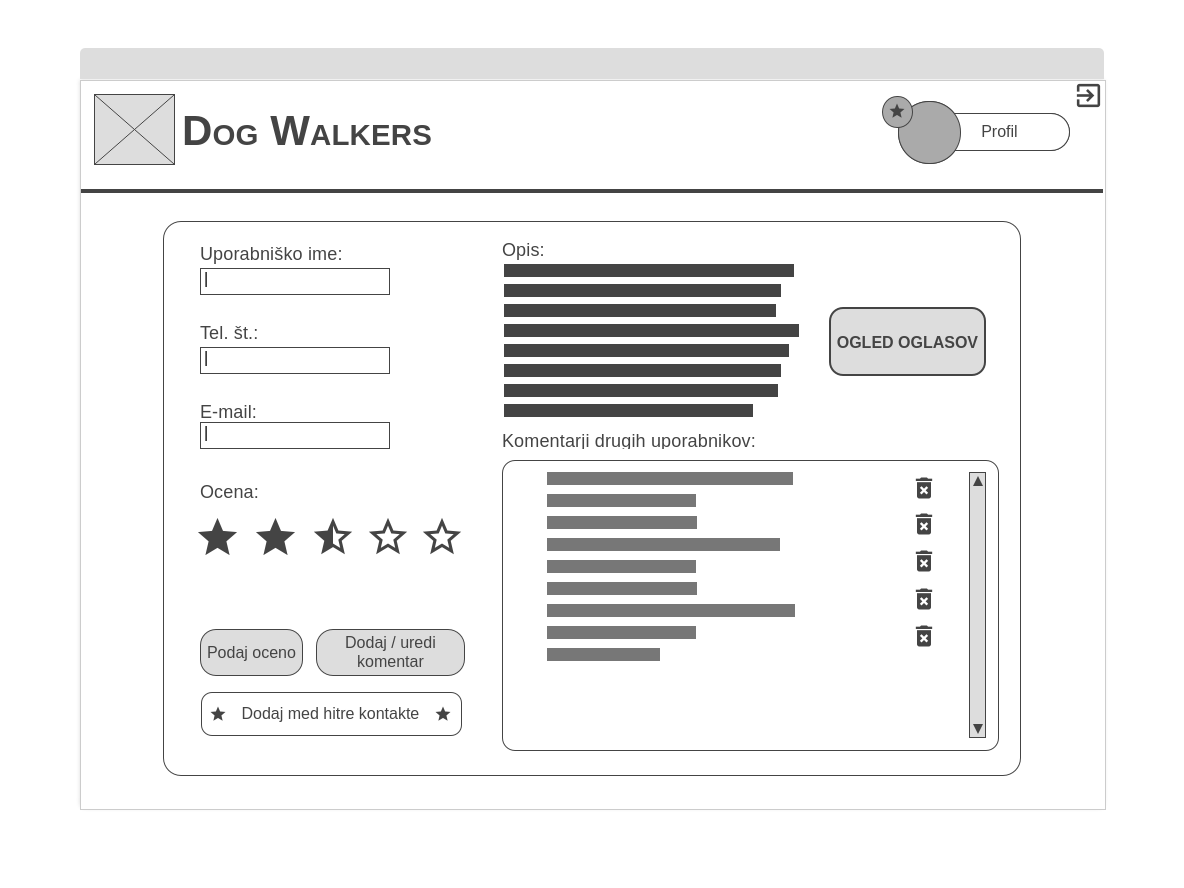 Dog Walkers
Profil
Uporabniško ime:
Tel. št.:
E-mail:
Ocena:
Podaj oceno
Dodaj / uredi
komentar
Dodaj med hitre kontakte
Opis:
OGLED OGLASOV
Komentarji drugih uporabnikov: